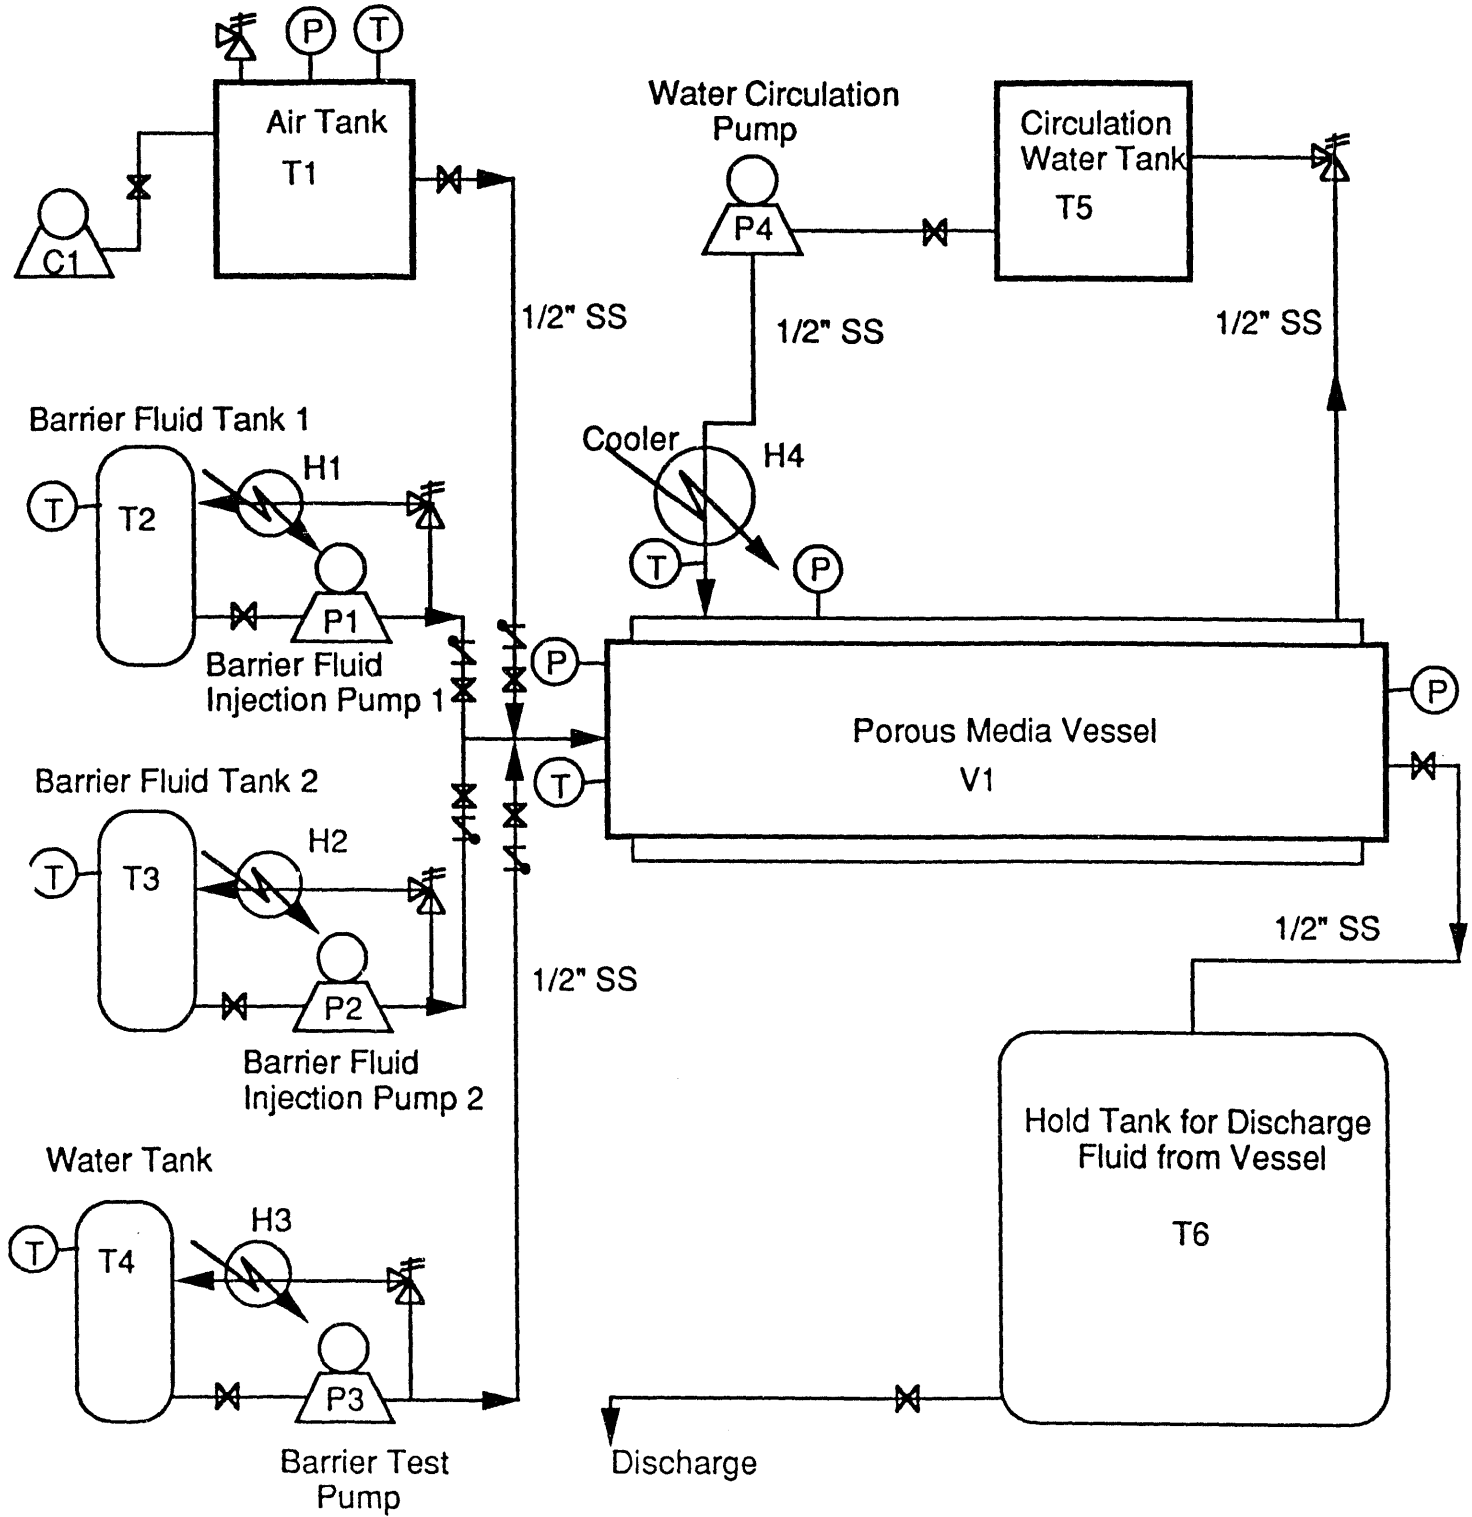 P
T
Air Tank
T1
C1
Water Circulation
Pump
P4
Circulation
Water Tank
T5
1/2" SS
1/2" SS
1/2" SS
Barrier Fluid Tank 1
T
T2
H1
P1
Barrier Fluid
Injection Pump 1
Cooler
H4
T
P
P
T
Porous Media Vessel
V1
P
Barrier Fluid Tank 2
T
T3
H2
P2
Barrier Fluid
Injection Pump 2
1/2" SS
1/2" SS
Water Tank
T
T4
H3
P3
Barrier Test
Pump
Hold Tank for Discharge
Fluid from Vessel
T6
Discharge